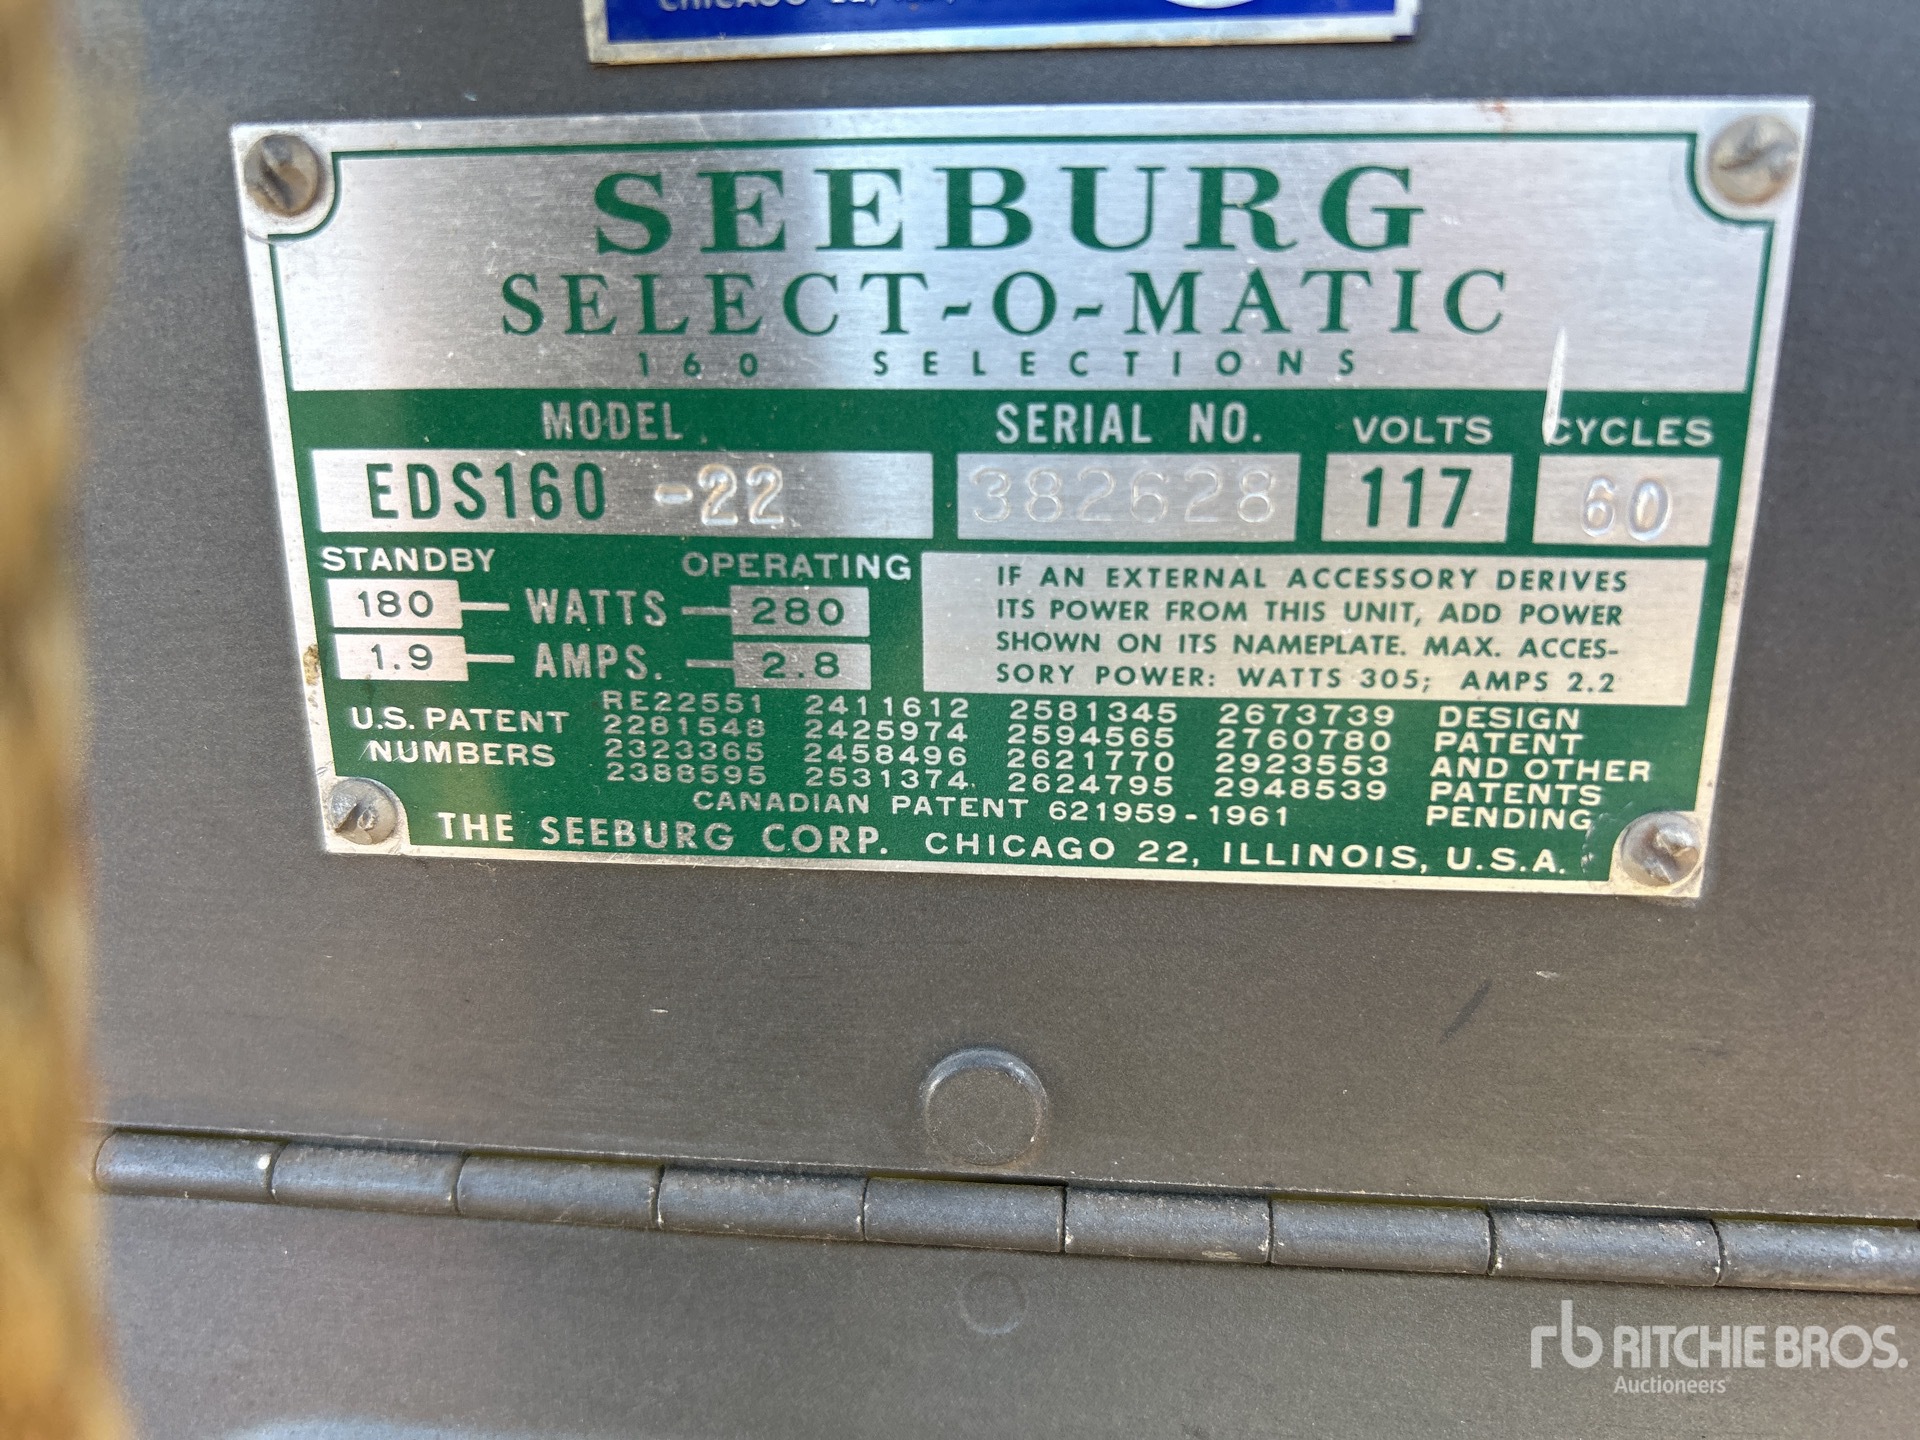 CHICAGO 22,
SEEBURG
SELECT-O-MATIC
160 SELECTIONS
MODEL SERIAL NO. VOLTS CYCLES
EDS160 -22 382628 117 60
STANDBY OPERATING
180 WATTS 280
1.9 AMPS. 2.8
IF AN EXTERNAL ACCESSORY DERIVES
ITS POWER FROM THIS UNIT, ADD POWER
SHOWN ON ITS NAMEPLATE. MAX. ACCES-
SORY POWER: WATTS 305; AMPS 2.2
U.S. PATENT
NUMBERS
RE22551 2411612 2581345 2673739
2281548 2425974 2594565 2760780
2323365 2458496 2621770 2923553
2388595 2531374 2624795 2948539
DESIGN
PATENT
AND OTHER
PATENTS
PENDING
CANADIAN PATENT 621959-1961
THE SEEBURG CORP. CHICAGO 22, ILLINOIS, U.S.A.
rb RITCHIE BROS.
Auctioneers